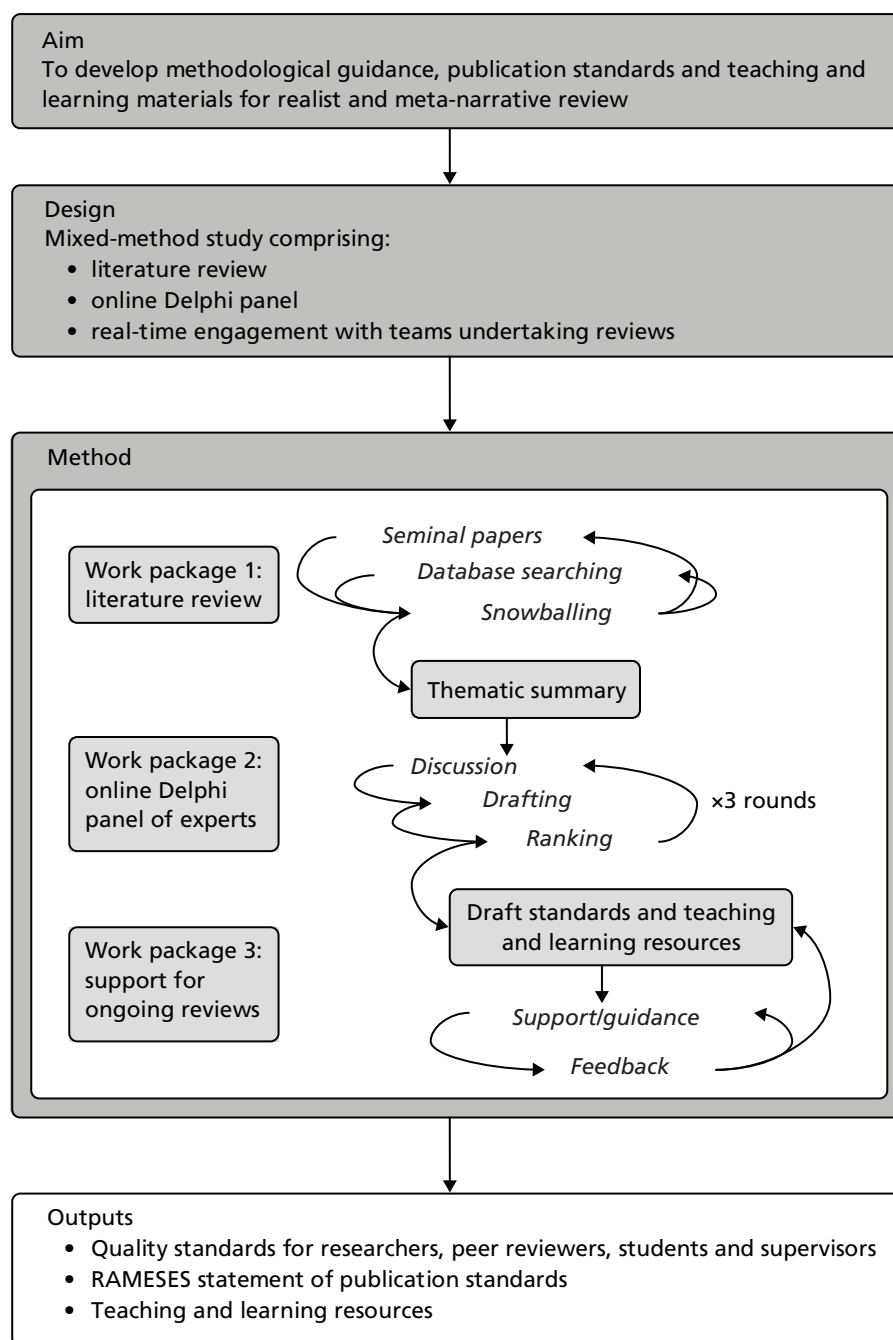 Aim
To develop methodological guidance, publication standards and teaching and
learning materials for realist and meta-narrative review
Design
Mixed-method study comprising:
• literature review
• online Delphi panel
• real-time engagement with teams undertaking reviews
Method
Work package 1:
literature review
Seminal papers
Database searching
Snowballing
Thematic summary
Work package 2:
online Delphi
panel of experts
Discussion
Drafting
Ranking
×3 rounds
Draft standards and teaching
and learning resources
Work package 3:
support for
ongoing reviews
Support/guidance
Feedback
Outputs
• Quality standards for researchers, peer reviewers, students and supervisors
• RAMESES statement of publication standards
• Teaching and learning resources